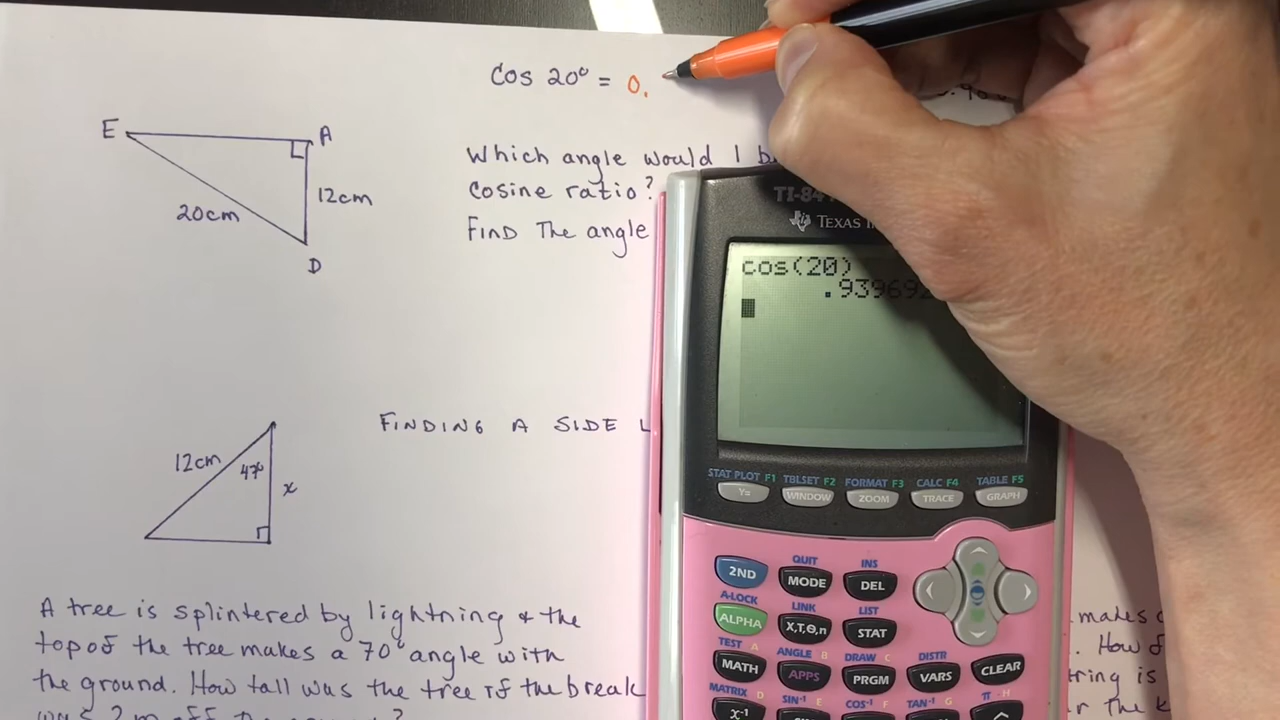 cos 20° = 0.
E
A
12cm
20cm
D
Which angle would I b
cosine ratio?
Find The angle
TI-84
TEXAS I
cos(20)
.939692
FINDING A SIDE L
12cm
47°
x
A tree is splintered by lightning & the
top of the tree makes a 70° angle with
the ground. How tall was the tree if the break
makes
How
tring is
r the k
STAT PLOT F1 TBLSET F2 FORMAT F3 CALC F4 TABLE F5
Y= WINDOW ZOOM TRACE GRAPH
QUIT INS
2ND MODE DEL
A-LOCK LINK LIST
ALPHA X,T,Θ,n STAT
TEST A ANGLE B DRAW C DISTR
MATH APPS PRGM VARS CLEAR
MATRIX D SIN⁻¹ E COS⁻¹ F TAN⁻¹ G π H
x⁻¹